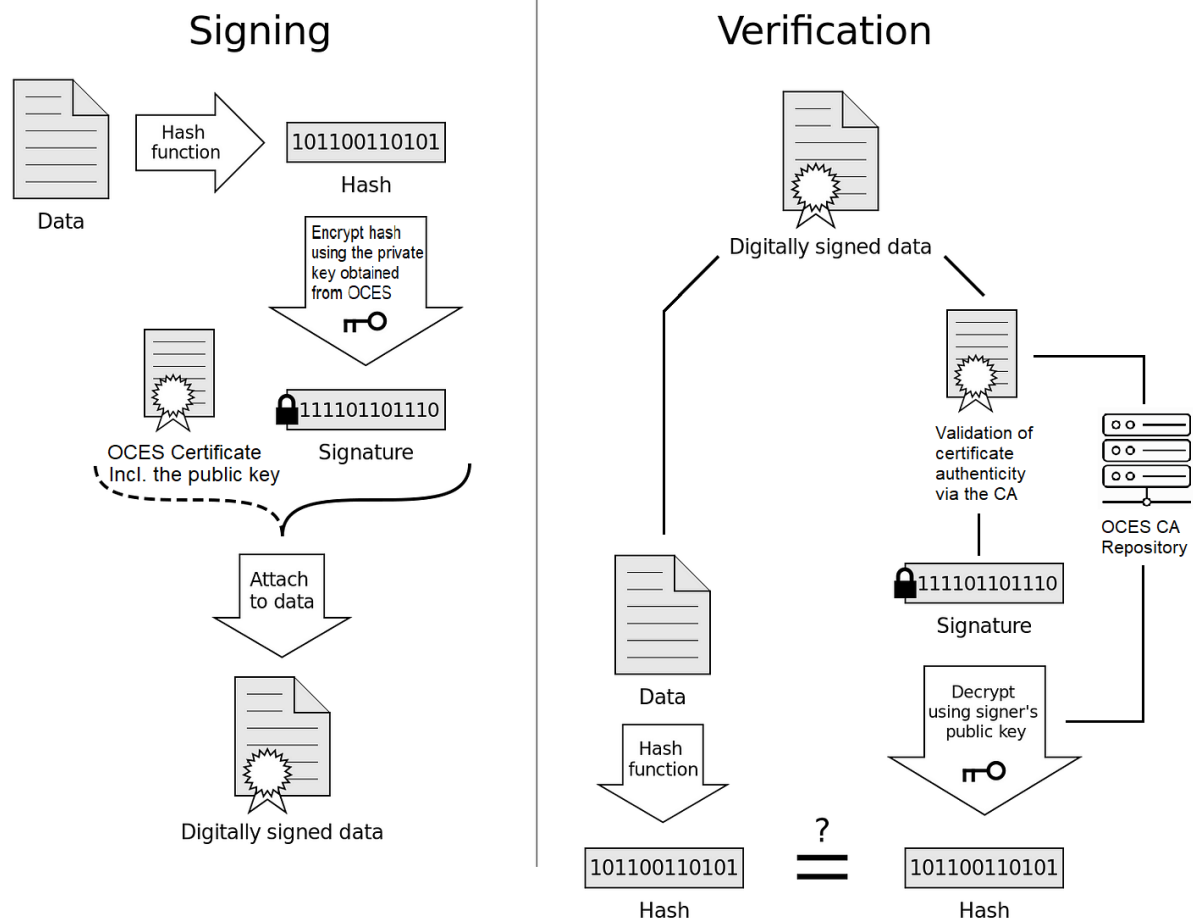 Signing
Hash
function
101100110101
Hash
Data
Encrypt hash
using the private
key obtained
from OCES
111101101110
OCES Certificate
Incl. the public key
Signature
Attach
to data
Digitally signed data
Verification
Digitally signed data
Validation of
certificate
authenticity
via the CA
OCES CA
Repository
111101101110
Signature
Data
Decrypt
using signer's
public key
Hash
function
?
101100110101
=
101100110101
Hash
Hash